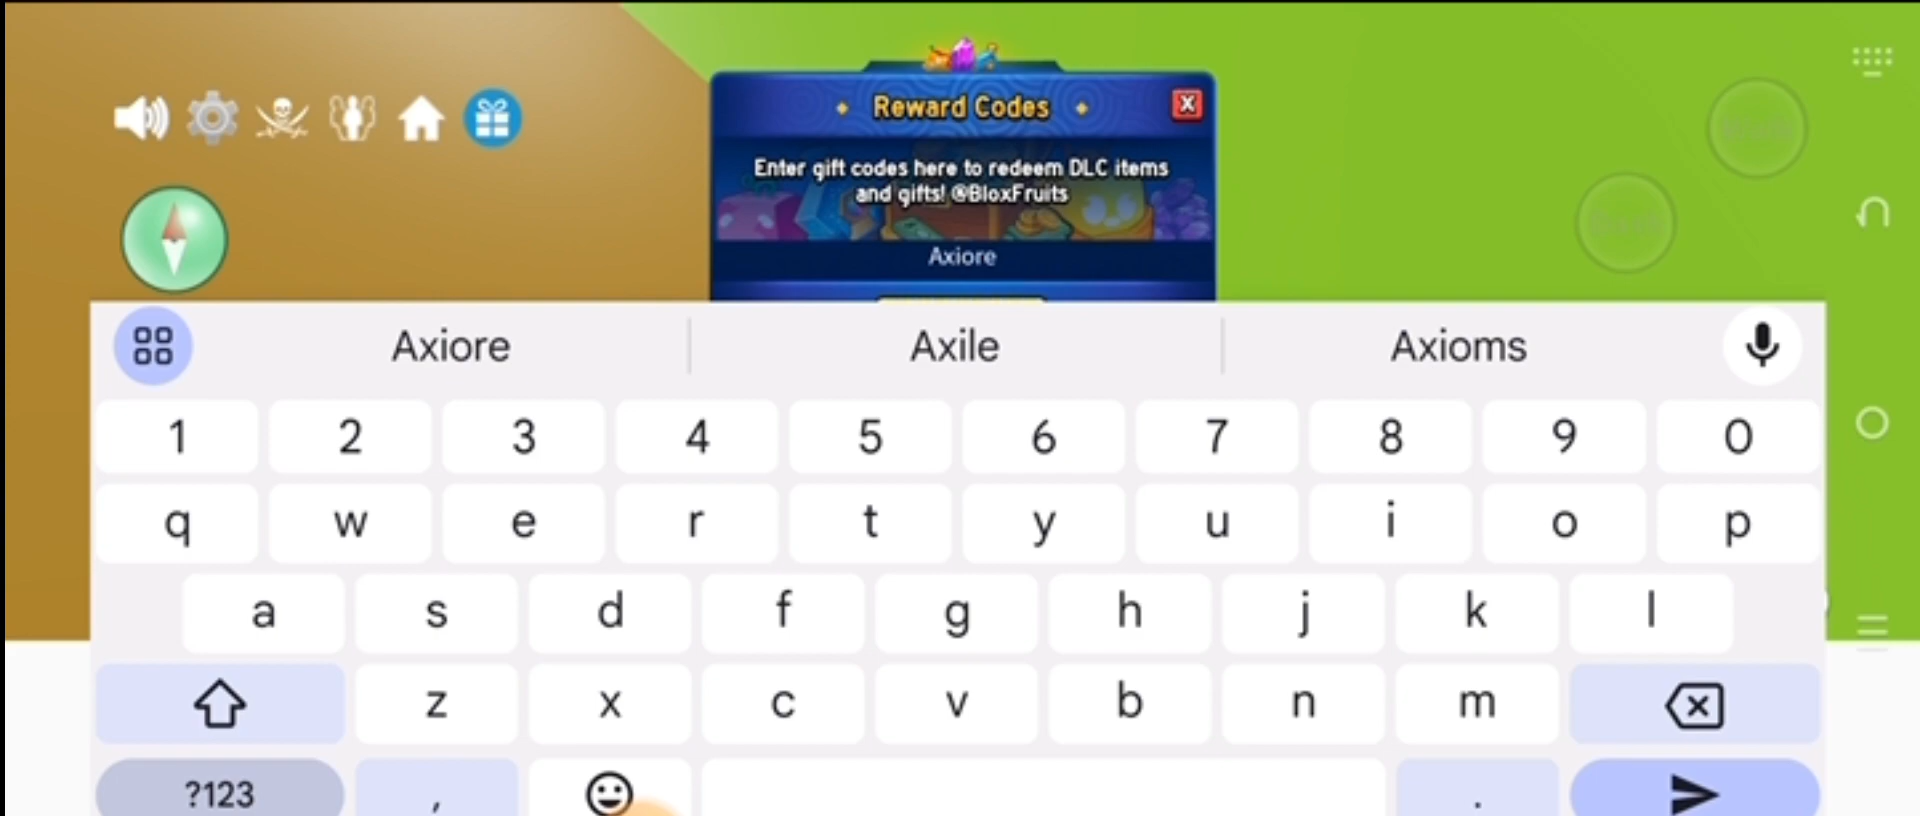 Reward Codes
X
Enter gift codes here to redeem DLC items
and gifts! @BloxFruits
Axiore
Axiore Axile Axioms
1 2 3 4 5 6 7 8 9 0
q w e r t y u i o p
a s d f g h j k l
z x c v b n m
?123 , .